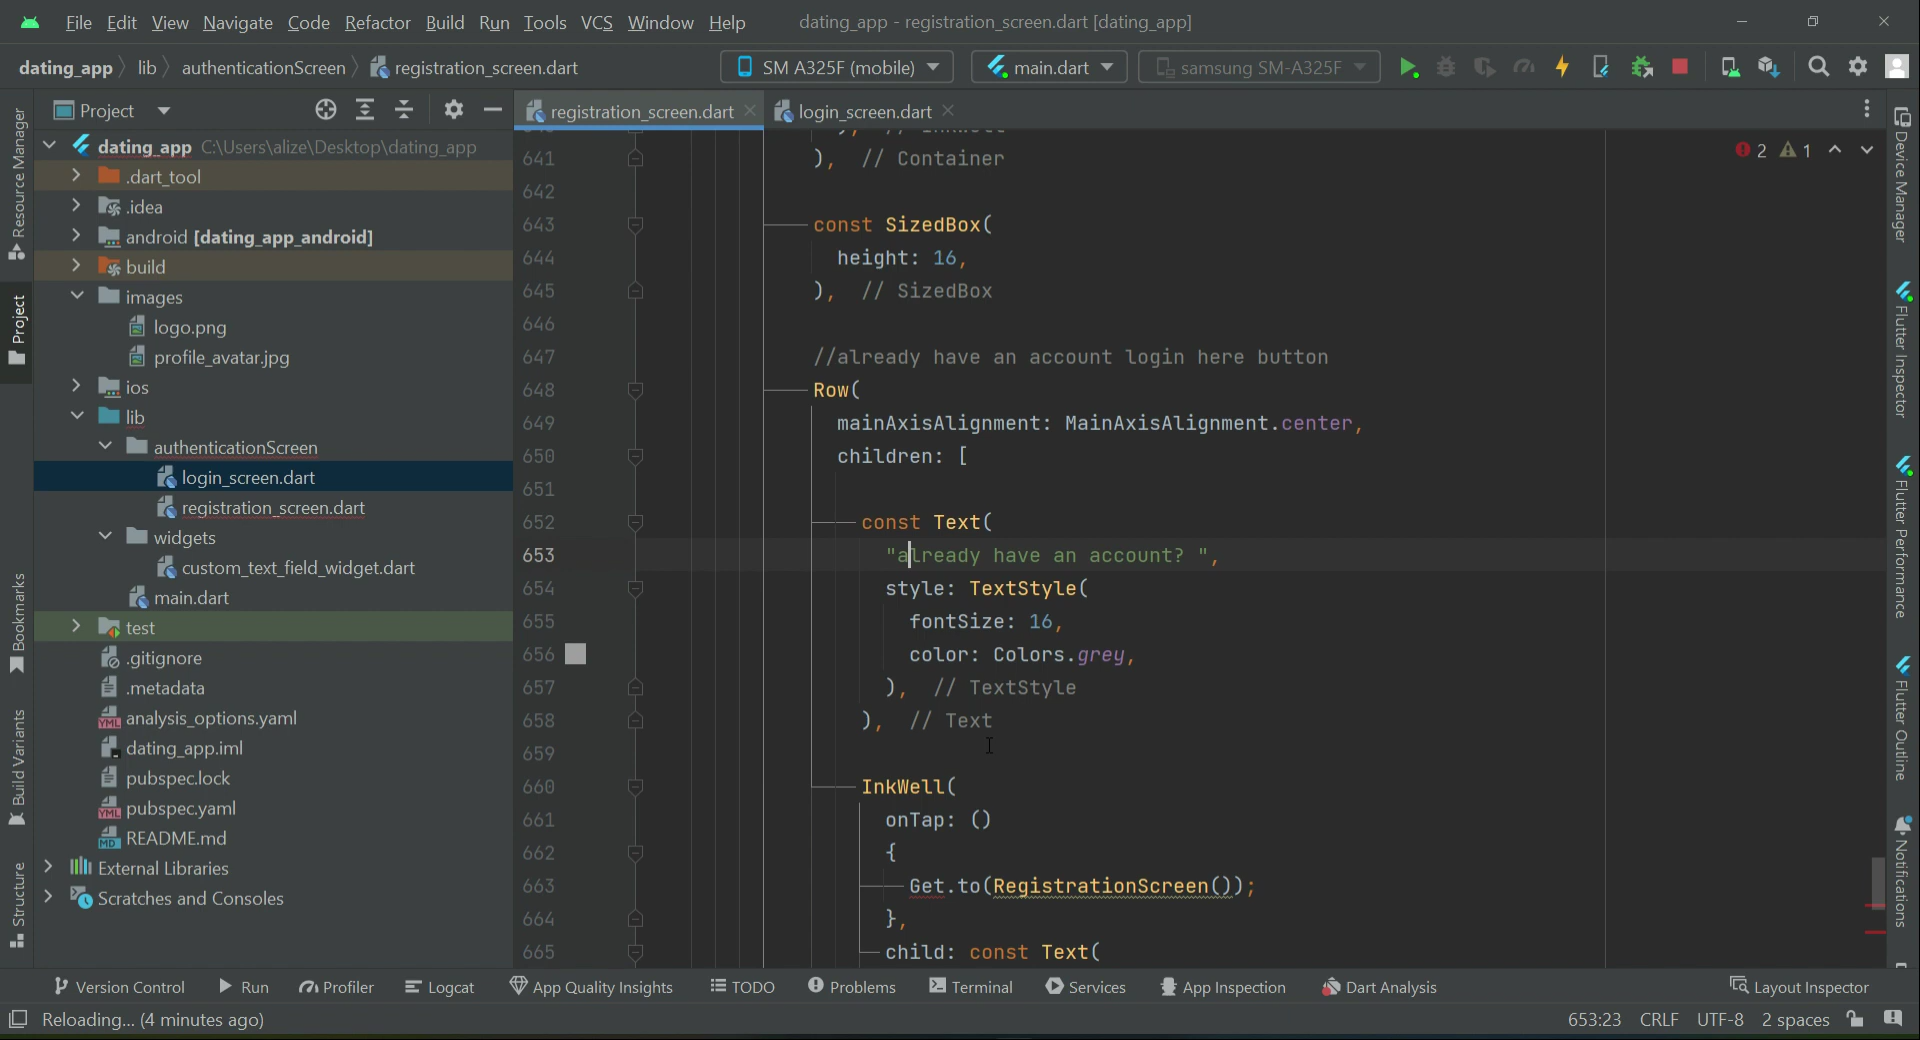 File Edit View Navigate Code Refactor Build Run Tools VCS Window Help dating_app - registration_screen.dart [dating_app]
dating_app lib authenticationScreen registration_screen.dart SM A325F (mobile) main.dart samsung SM-A325F
Project registration_screen.dart login_screen.dart
Resource Manager
Project
Bookmarks
Build Variants
Structure
dating_app C:\Users\alize\Desktop\dating_app
.dart_tool
.idea
android [dating_app_android]
build
images
logo.png
profile_avatar.jpg
ios
lib
authenticationScreen
login_screen.dart
registration_screen.dart
widgets
custom_text_field_widget.dart
main.dart
test
.gitignore
.metadata
analysis_options.yaml
dating_app.iml
pubspec.lock
pubspec.yaml
README.md
External Libraries
Scratches and Consoles
2 1
641 ), // Container
642
643 const SizedBox(
644 height: 16,
645 ), // SizedBox
646
647 //already have an account login here button
648 Row(
649 mainAxisAlignment: MainAxisAlignment.center,
650 children: [
651
652 const Text(
653 "already have an account? ",
654 style: TextStyle(
655 fontSize: 16,
656 color: Colors.grey,
657 ), // TextStyle
658 ), // Text
659
660 InkWell(
661 onTap: ()
662 {
663 Get.to(RegistrationScreen());
664 },
665 child: const Text(
Device Manager
Flutter Inspector
Flutter Performance
Flutter Outline
Notifications
Version Control Run Profiler Logcat App Quality Insights TODO Problems Terminal Services App Inspection Dart Analysis Layout Inspector
Reloading... (4 minutes ago) 653:23 CRLF UTF-8 2 spaces